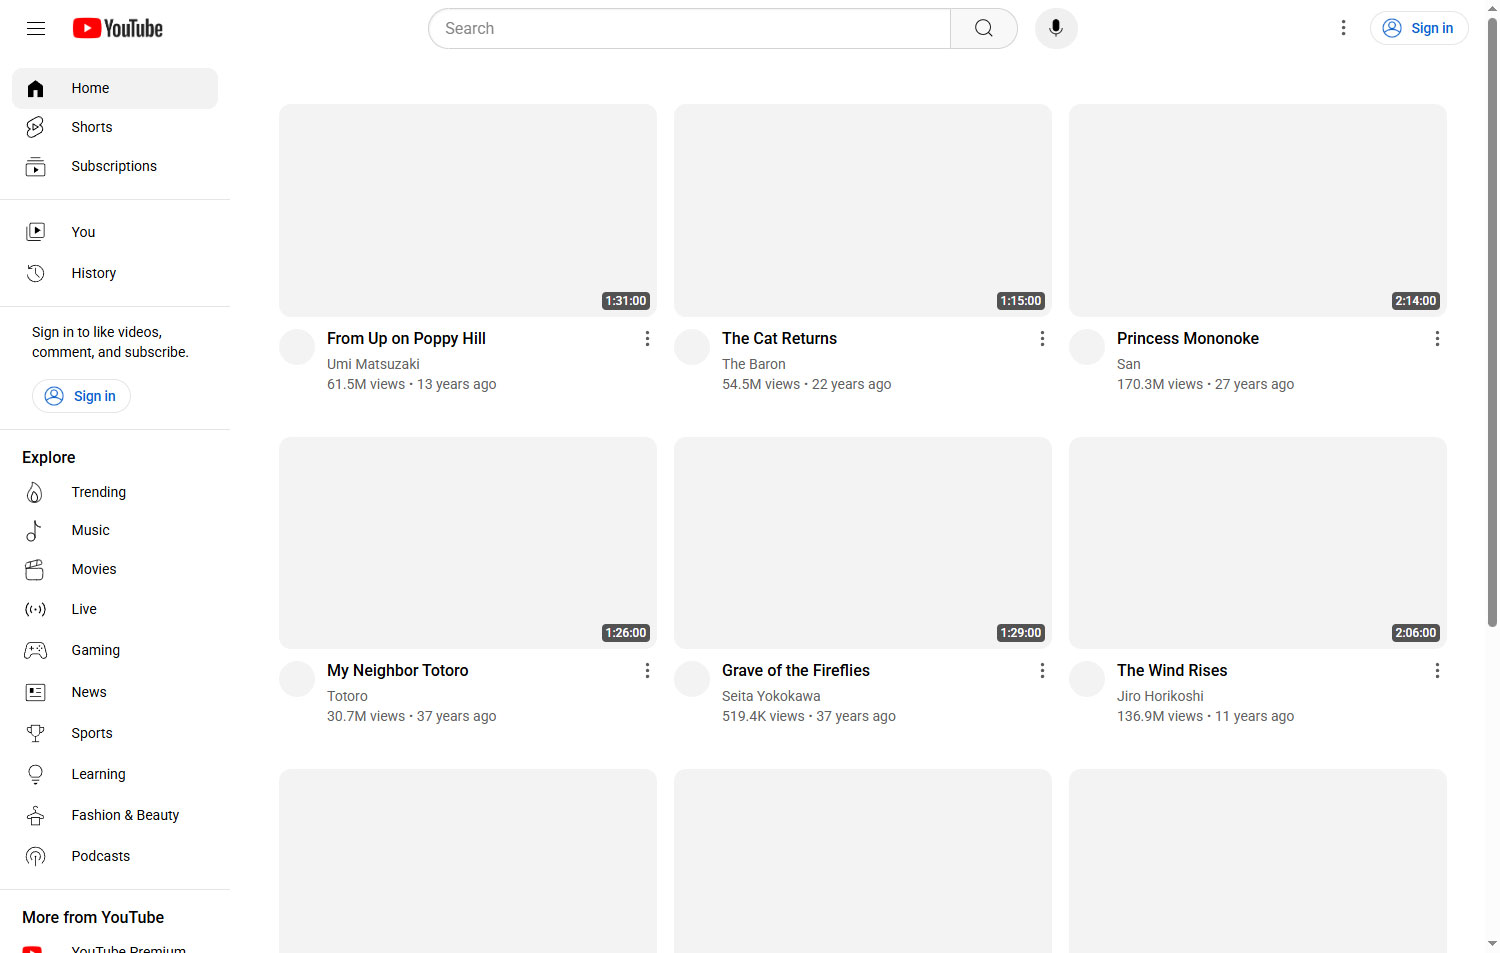 YouTube
Search
Sign in
Home
Shorts
Subscriptions
You
History
Sign in to like videos,
comment, and subscribe.
Sign in
Explore
Trending
Music
Movies
Live
Gaming
News
Sports
Learning
Fashion & Beauty
Podcasts
More from YouTube
YouTube Premium
1:31:00
From Up on Poppy Hill
Umi Matsuzaki
61.5M views • 13 years ago
1:15:00
The Cat Returns
The Baron
54.5M views • 22 years ago
2:14:00
Princess Mononoke
San
170.3M views • 27 years ago
1:26:00
My Neighbor Totoro
Totoro
30.7M views • 37 years ago
1:29:00
Grave of the Fireflies
Seita Yokokawa
519.4K views • 37 years ago
2:06:00
The Wind Rises
Jiro Horikoshi
136.9M views • 11 years ago